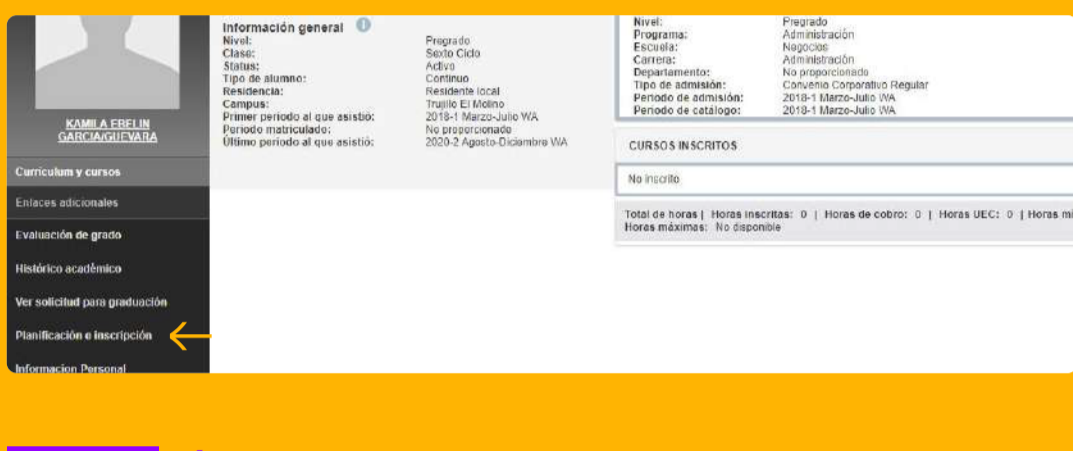 KAMILA EBELIN
GARCIA/GUEVARA
Curriculum y cursos
Enlaces adicionales
Evaluación de grado
Histórico académico
Ver solicitud para graduación
Planificación e inscripción
Informacion Personal
Información general
Nivel: Pregrado
Clase: Sexto Ciclo
Status: Activo
Tipo de alumno: Continuo
Residencia: Residente local
Campus: Trujillo El Molino
Primer periodo al que asistió: 2018-1 Marzo-Julio WA
Periodo matriculado: No proporcionado
Último periodo al que asistió: 2020-2 Agosto-Diciembre WA
Nivel: Pregrado
Programa: Administración
Escuela: Negocios
Carrera: Administración
Departamento: No proporcionado
Tipo de admisión: Convenio Corporativo Regular
Periodo de admisión: 2018-1 Marzo-Julio WA
Periodo de catálogo: 2018-1 Marzo-Julio WA
CURSOS INSCRITOS
No inscrito
Total de horas | Horas inscritas: 0 | Horas de cobro: 0 | Horas UEC: 0 | Horas mí
Horas máximas: No disponible